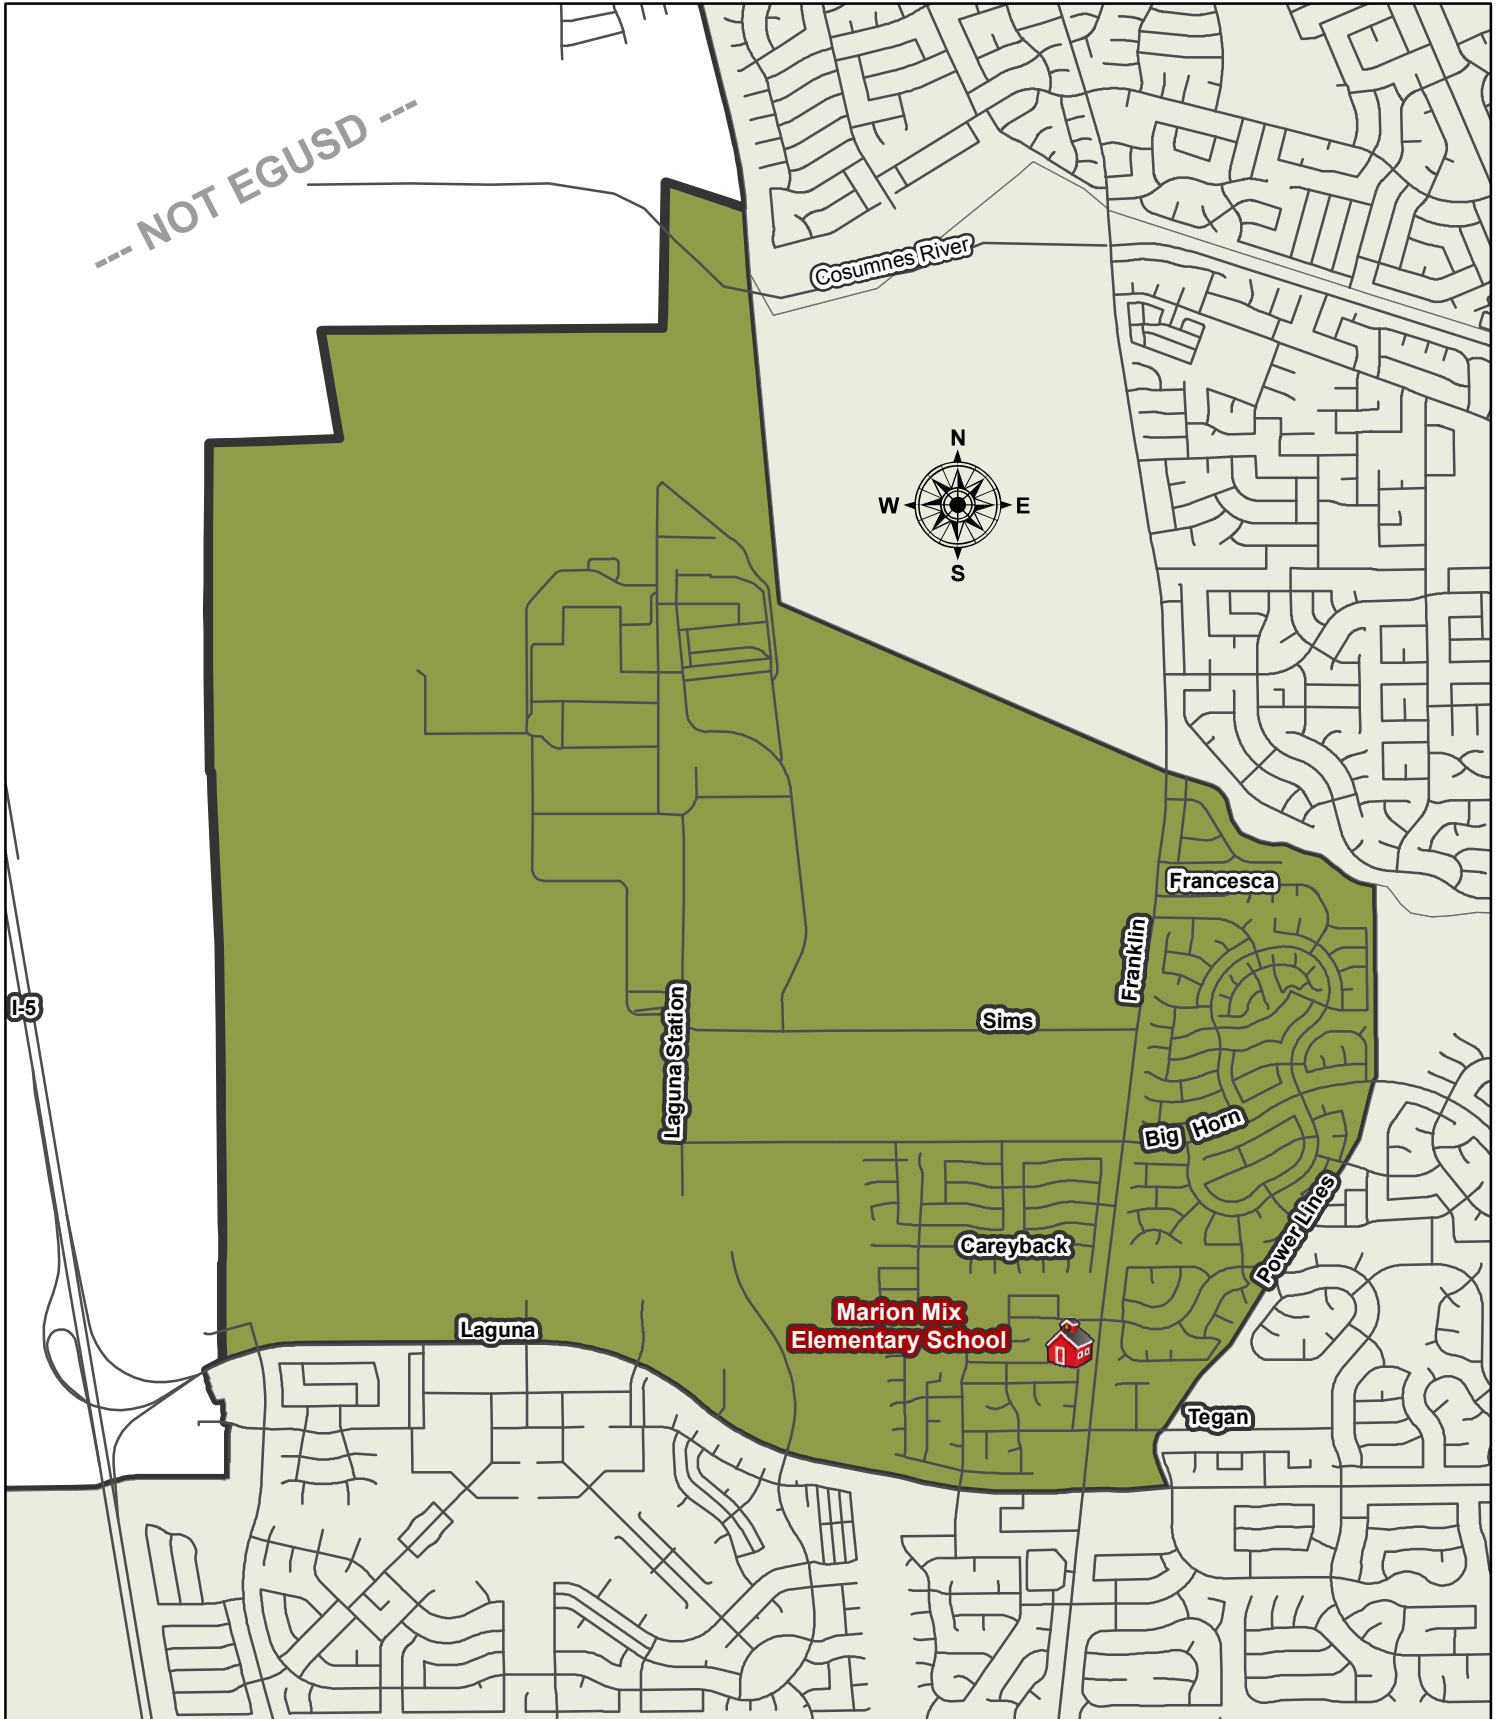 --- NOT EGUSD ---
Cosumnes River
N
W
E
S
Francesca
Franklin
I-5
Laguna Station
Sims
Big Horn
Power Lines
Careyback
Marion Mix
Elementary School
Laguna
Tegan